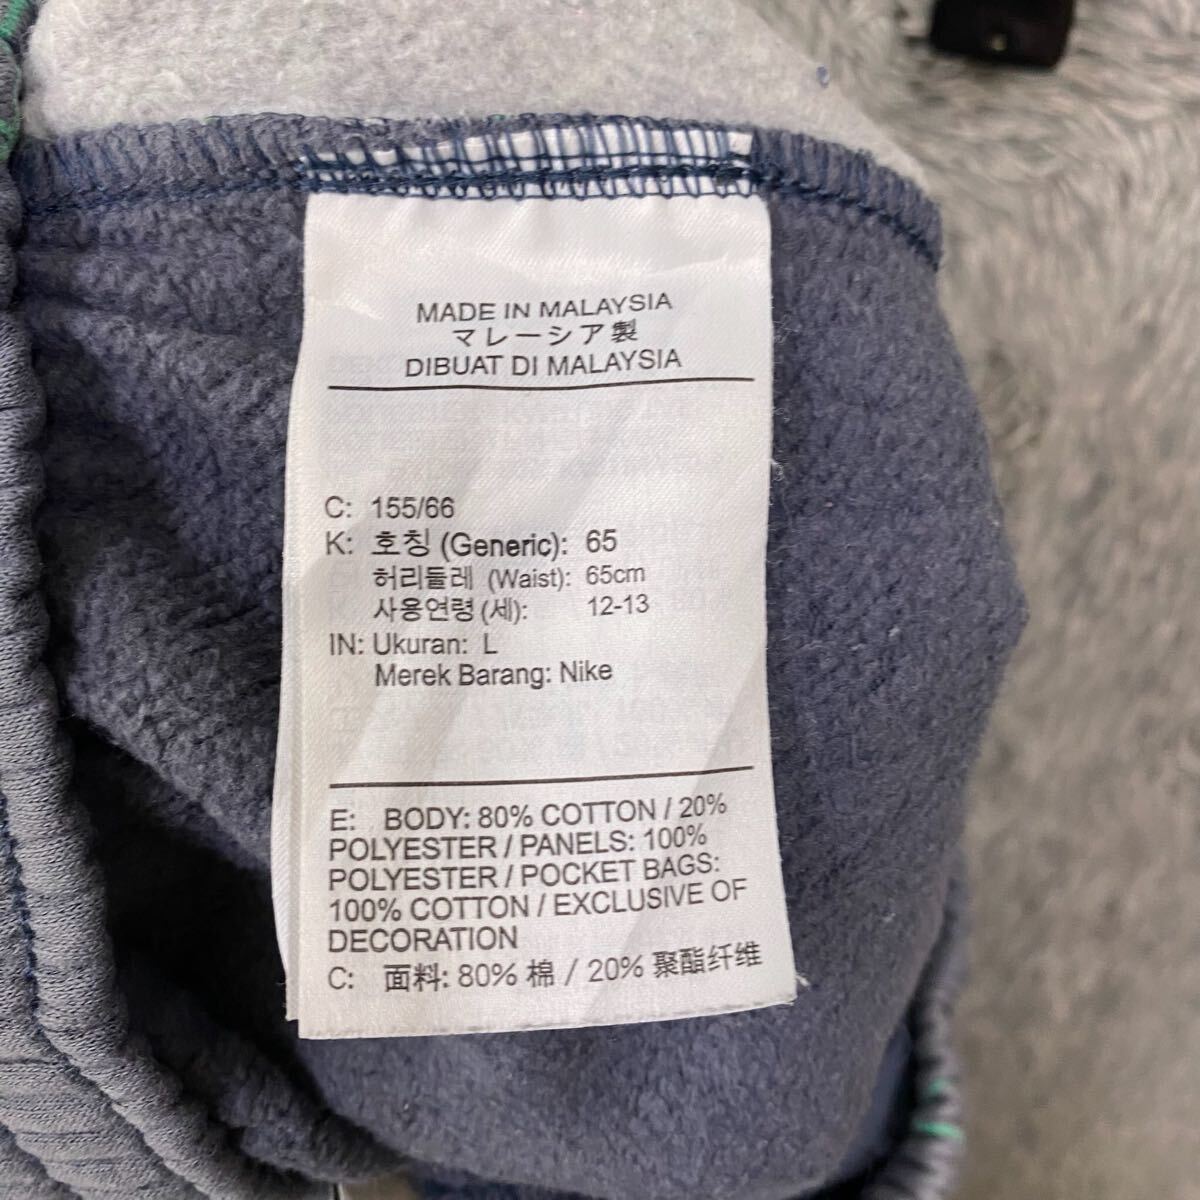 MADE IN MALAYSIA
マレーシア製
DIBUAT DI MALAYSIA
C: 155/66
K: 호칭 (Generic): 65
허리둘레 (Waist): 65cm
사용연령 (세): 12-13
IN: Ukuran: L
Merek Barang: Nike
E: BODY: 80% COTTON / 20%
POLYESTER / PANELS: 100%
POLYESTER / POCKET BAGS:
100% COTTON / EXCLUSIVE OF
DECORATION
C: 面料: 80% 棉 / 20% 聚酯纤维